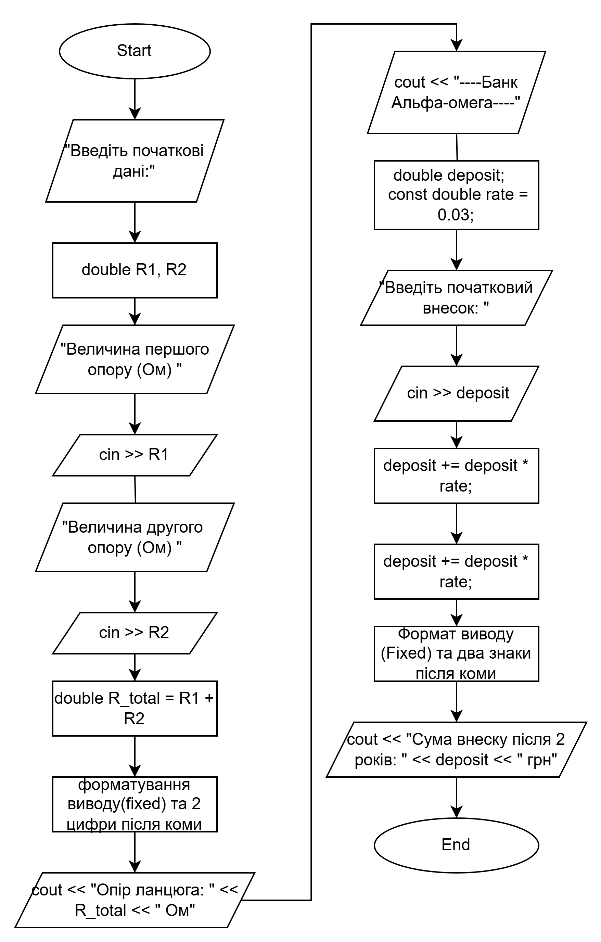 Start
"Введіть початкові
дані:"
double R1, R2
"Величина першого
опору (Ом) "
cin >> R1
"Величина другого
опору (Ом) "
cin >> R2
double R_total = R1 +
R2
форматування
виводу(fixed) та 2
цифри після коми
cout << "Опір ланцюга: " <<
R_total << " Ом"
cout << "----Банк
Альфа-омега----"
double deposit;
const double rate =
0.03;
"Введіть початковий
внесок: "
cin >> deposit
deposit += deposit *
rate;
deposit += deposit *
rate;
Формат виводу
(Fixed) та два знаки
після коми
cout << "Сума внеску після 2
років: " << deposit << " грн"
End